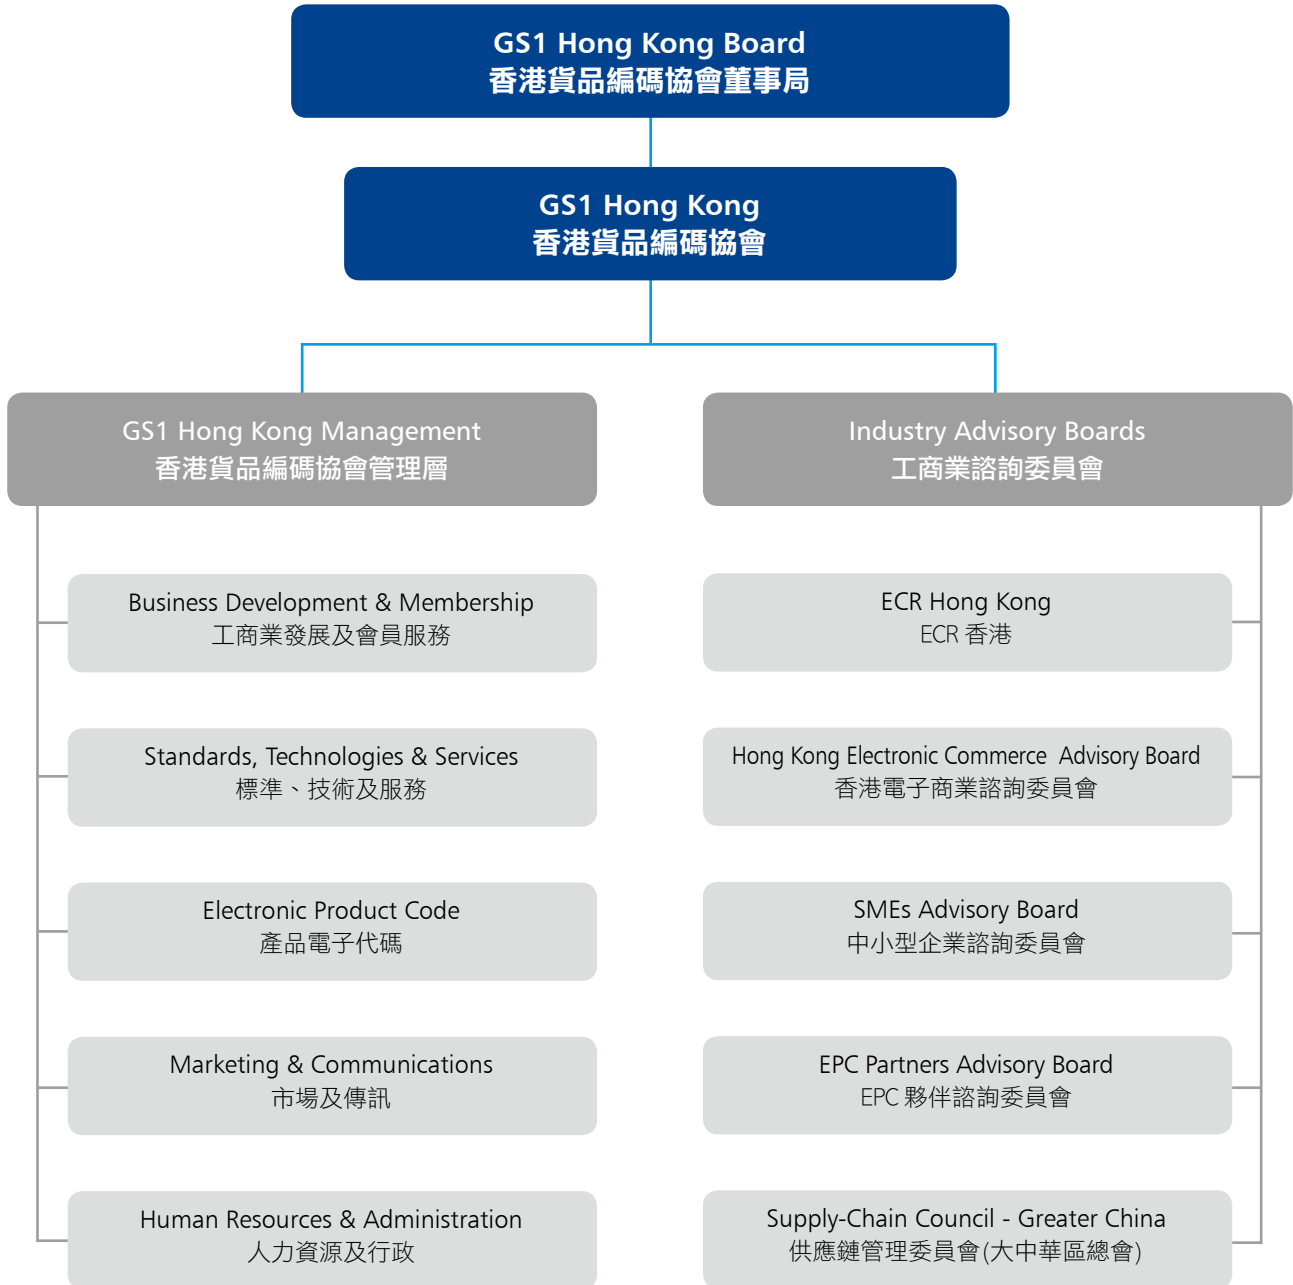 GS1 Hong Kong Board
香港貨品編碼協會董事局
GS1 Hong Kong
香港貨品編碼協會
GS1 Hong Kong Management
香港貨品編碼協會管理層
Business Development & Membership
工商業發展及會員服務
Standards, Technologies & Services
標準、技術及服務
Electronic Product Code
產品電子代碼
Marketing & Communications
市場及傳訊
Human Resources & Administration
人力資源及行政
Industry Advisory Boards
工商業諮詢委員會
ECR Hong Kong
ECR 香港
Hong Kong Electronic Commerce Advisory Board
香港電子商業諮詢委員會
SMEs Advisory Board
中小型企業諮詢委員會
EPC Partners Advisory Board
EPC 夥伴諮詢委員會
Supply-Chain Council - Greater China
供應鏈管理委員會(大中華區總會)